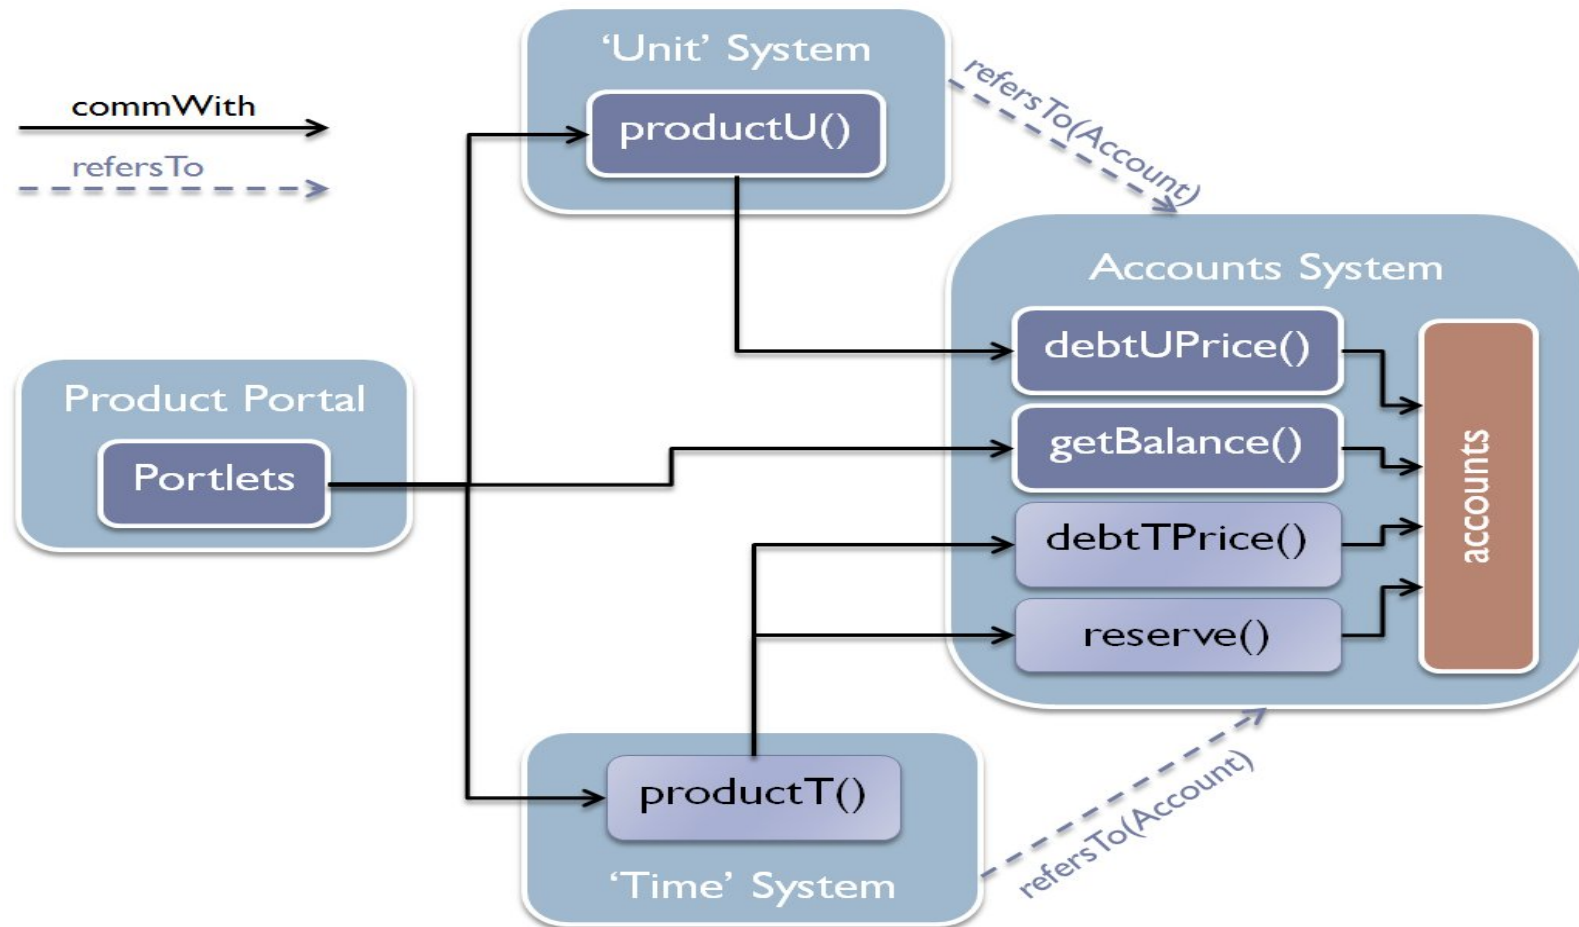 commWith
refersTo
‘Unit’ System
productU()
refersTo(Account)
Accounts System
debtUPrice()
getBalance()
debtTPrice()
reserve()
accounts
Product Portal
Portlets
productT()
‘Time’ System
refersTo(Account)